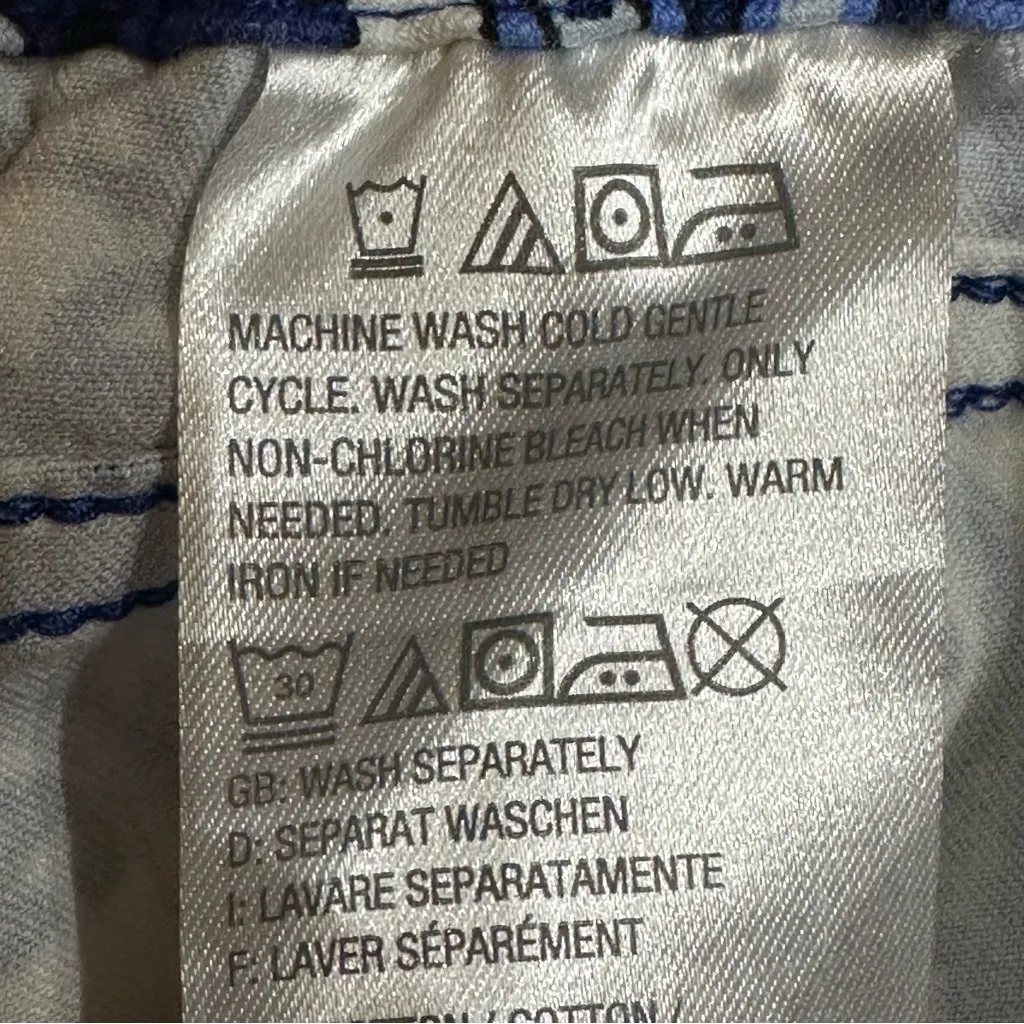 MACHINE WASH COLD GENTLE
CYCLE. WASH SEPARATELY. ONLY
NON-CHLORINE BLEACH WHEN
NEEDED. TUMBLE DRY LOW. WARM
IRON IF NEEDED
30
GB: WASH SEPARATELY
D: SEPARAT WASCHEN
I: LAVARE SEPARATAMENTE
F: LAVER SÉPARÉMENT
COTTON /